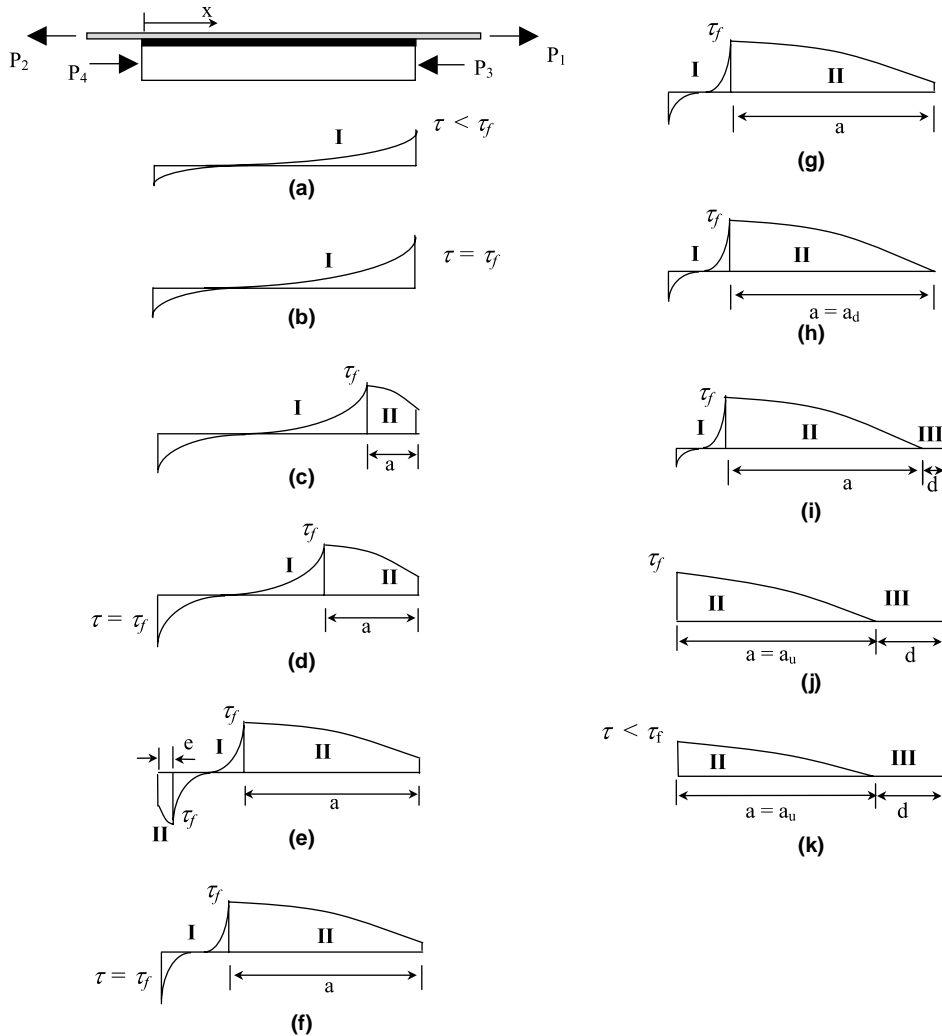 x
P2
P4
P3
P1
I
τ < τf
(a)
I
τ = τf
(b)
τf
I
II
a
(c)
τf
I
II
τ = τf
a
(d)
τf
e
I
II
a
τf
II
(e)
τf
I
II
τ = τf
a
(f)
τf
I
II
a
(g)
τf
I
II
a = ad
(h)
τf
I
II
III
a
d
(i)
τf
II
III
a = au
d
(j)
τ < τf
II
III
a = au
d
(k)